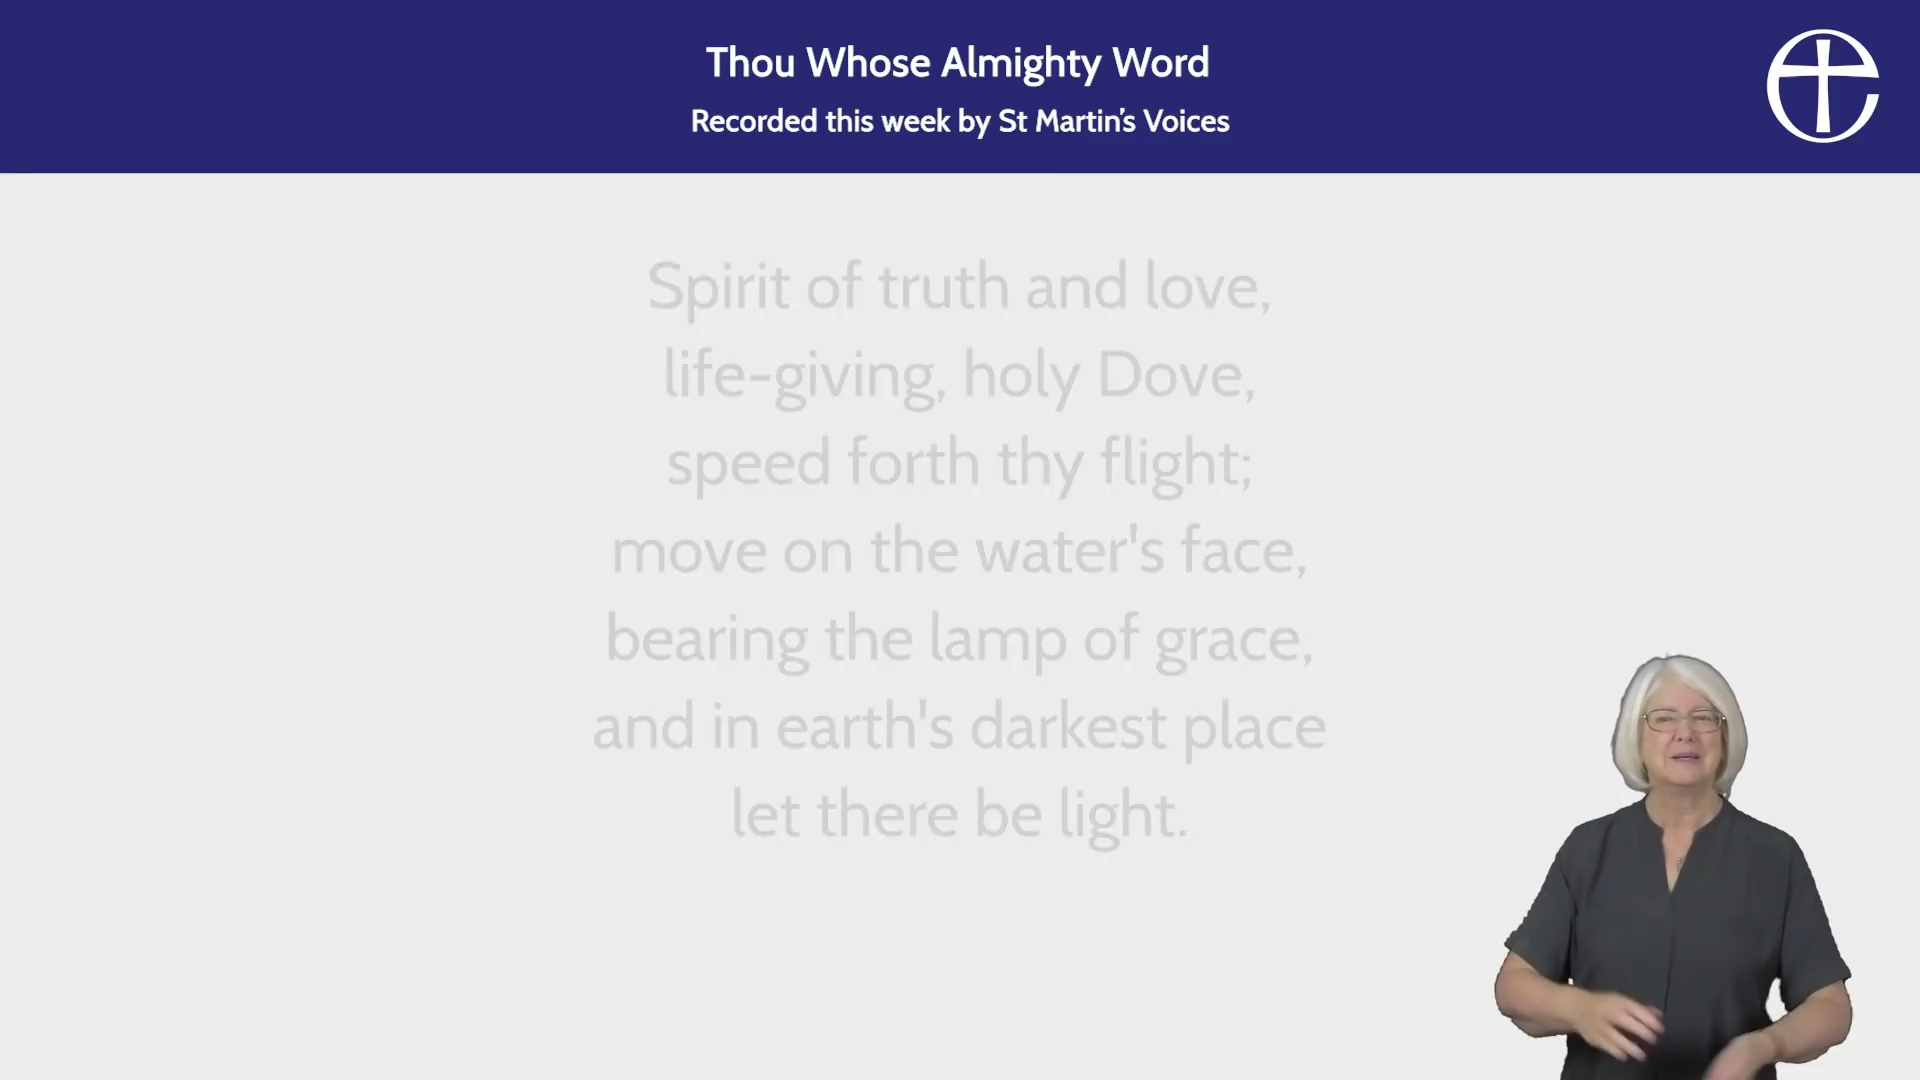 Thou Whose Almighty Word
Recorded this week by St Martin's Voices
Spirit of truth and love,
life-giving, holy Dove,
speed forth thy flight;
move on the water's face,
bearing the lamp of grace,
and in earth's darkest place
let there be light.